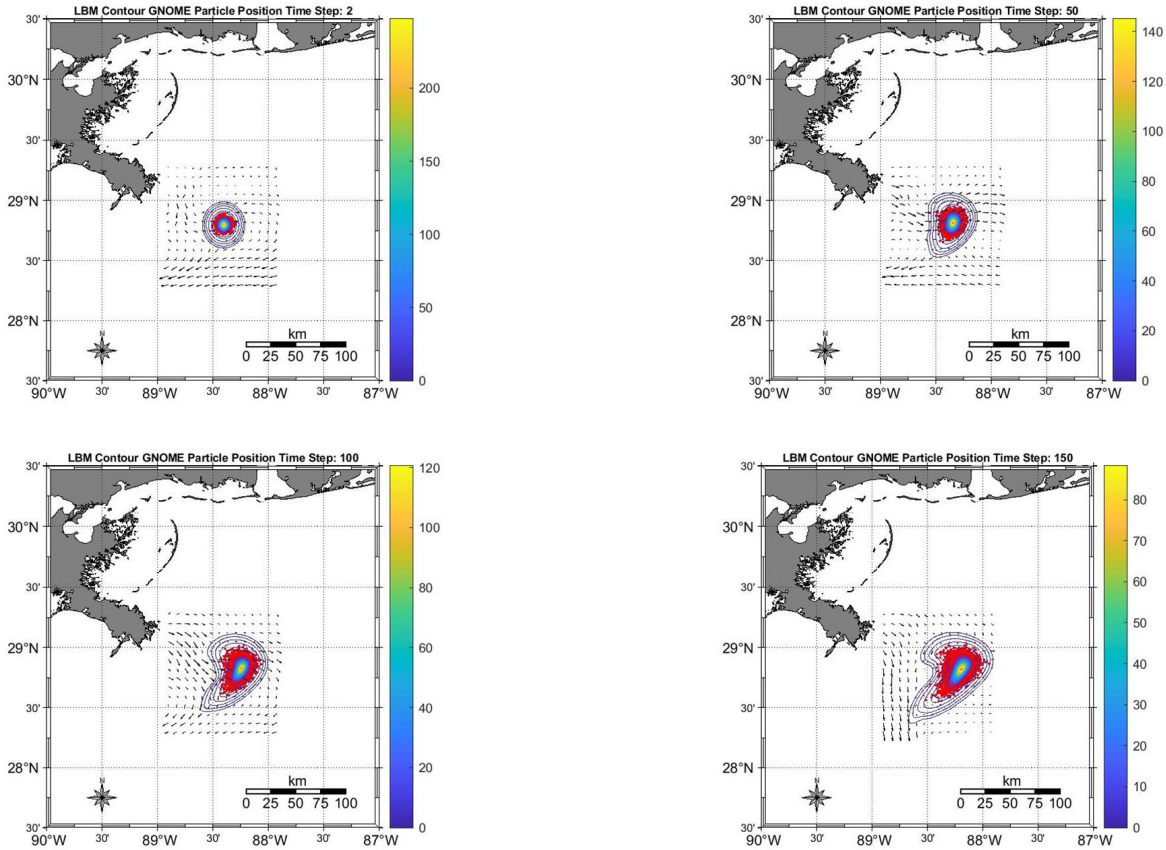 LBM Contour GNOME Particle Position Time Step: 2
30'
30°N
30'
29°N
30'
28°N
30'
90°W 30' 89°W 30' 88°W 30' 87°W
N
km
0 25 50 75 100
200
150
100
50
0
LBM Contour GNOME Particle Position Time Step: 50
30'
30°N
30'
29°N
30'
28°N
30'
90°W 30' 89°W 30' 88°W 30' 87°W
N
km
0 25 50 75 100
140
120
100
80
60
40
20
0
LBM Contour GNOME Particle Position Time Step: 100
30'
30°N
30'
29°N
30'
28°N
30'
90°W 30' 89°W 30' 88°W 30' 87°W
N
km
0 25 50 75 100
120
100
80
60
40
20
0
LBM Contour GNOME Particle Position Time Step: 150
30'
30°N
30'
29°N
30'
28°N
30'
90°W 30' 89°W 30' 88°W 30' 87°W
N
km
0 25 50 75 100
80
70
60
50
40
30
20
10
0